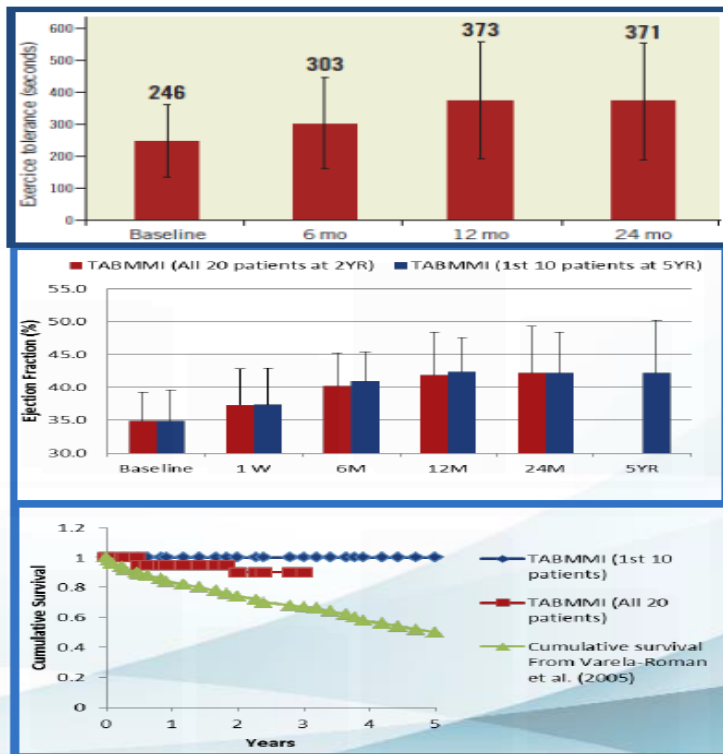 600
500
400
300
200
100
0
Exercice tolerance (seconds)
246
303
373
371
Baseline 6 mo 12 mo 24 mo
TABMMI (All 20 patients at 2YR) TABMMI (1st 10 patients at 5YR)
55.0
50.0
45.0
40.0
35.0
30.0
Ejection Fraction (%)
Baseline 1 W 6M 12M 24M 5YR
1.2
1
0.8
0.6
0.4
0.2
0
Cumulative Survival
0 1 2 3 4 5
Years
TABMMI (1st 10
patients)
TABMMI (All 20
patients)
Cumulative survival
From Varela-Roman
et al. (2005)